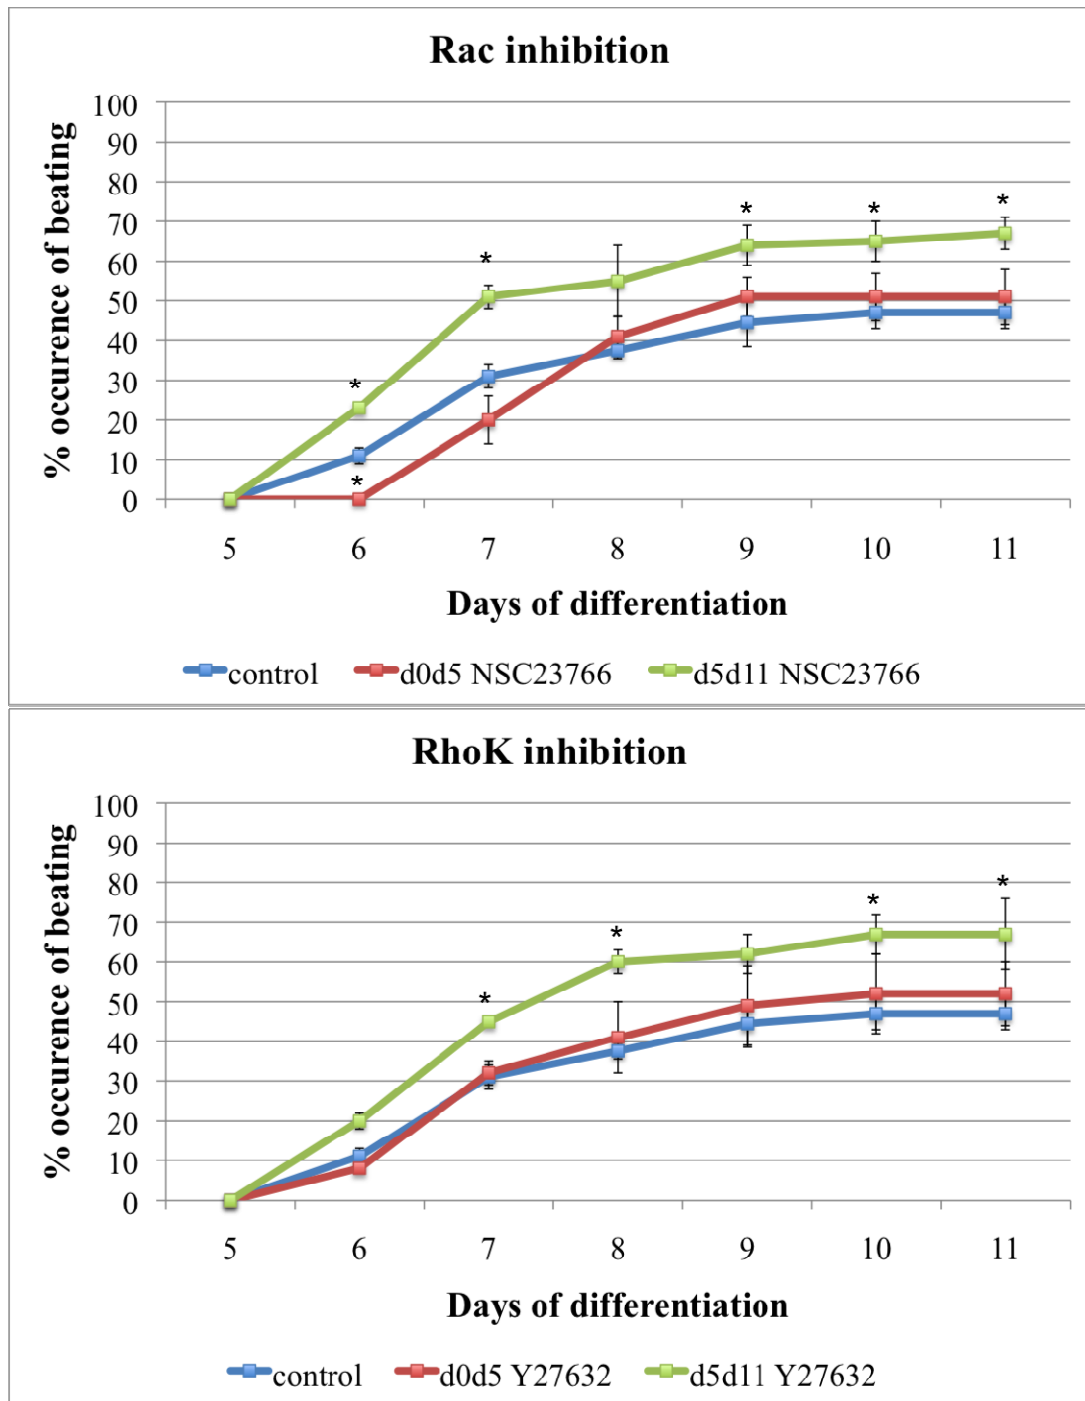 Rac inhibition
% occurence of beating
100
90
80
70
60
50
40
30
20
10
0
* * * * * *
5 6 7 8 9 10 11
Days of differentiation
control d0d5 NSC23766 d5d11 NSC23766
RhoK inhibition
% occurence of beating
100
90
80
70
60
50
40
30
20
10
0
* * * *
5 6 7 8 9 10 11
Days of differentiation
control d0d5 Y27632 d5d11 Y27632